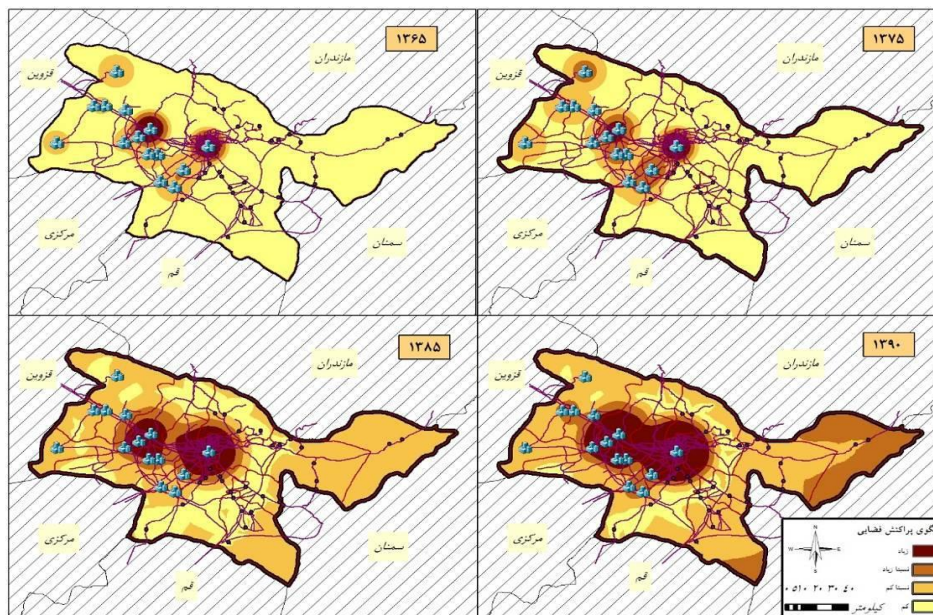 ۱۳۶۵
مازندران
قزوین
مرکزی
قم
سمنان
۱۳۷۵
مازندران
قزوین
مرکزی
قم
سمنان
۱۳۸۵
مازندران
قزوین
مرکزی
قم
سمنان
۱۳۹۰
مازندران
قزوین
مرکزی
قم
گوی پراکنش فضایی
N
W E
S
زیاد
نسبتا زیاد
نسبتا کم
کم
۰ ۵ ۱۰ ۲۰ ۳۰ ۴۰
کیلومتر